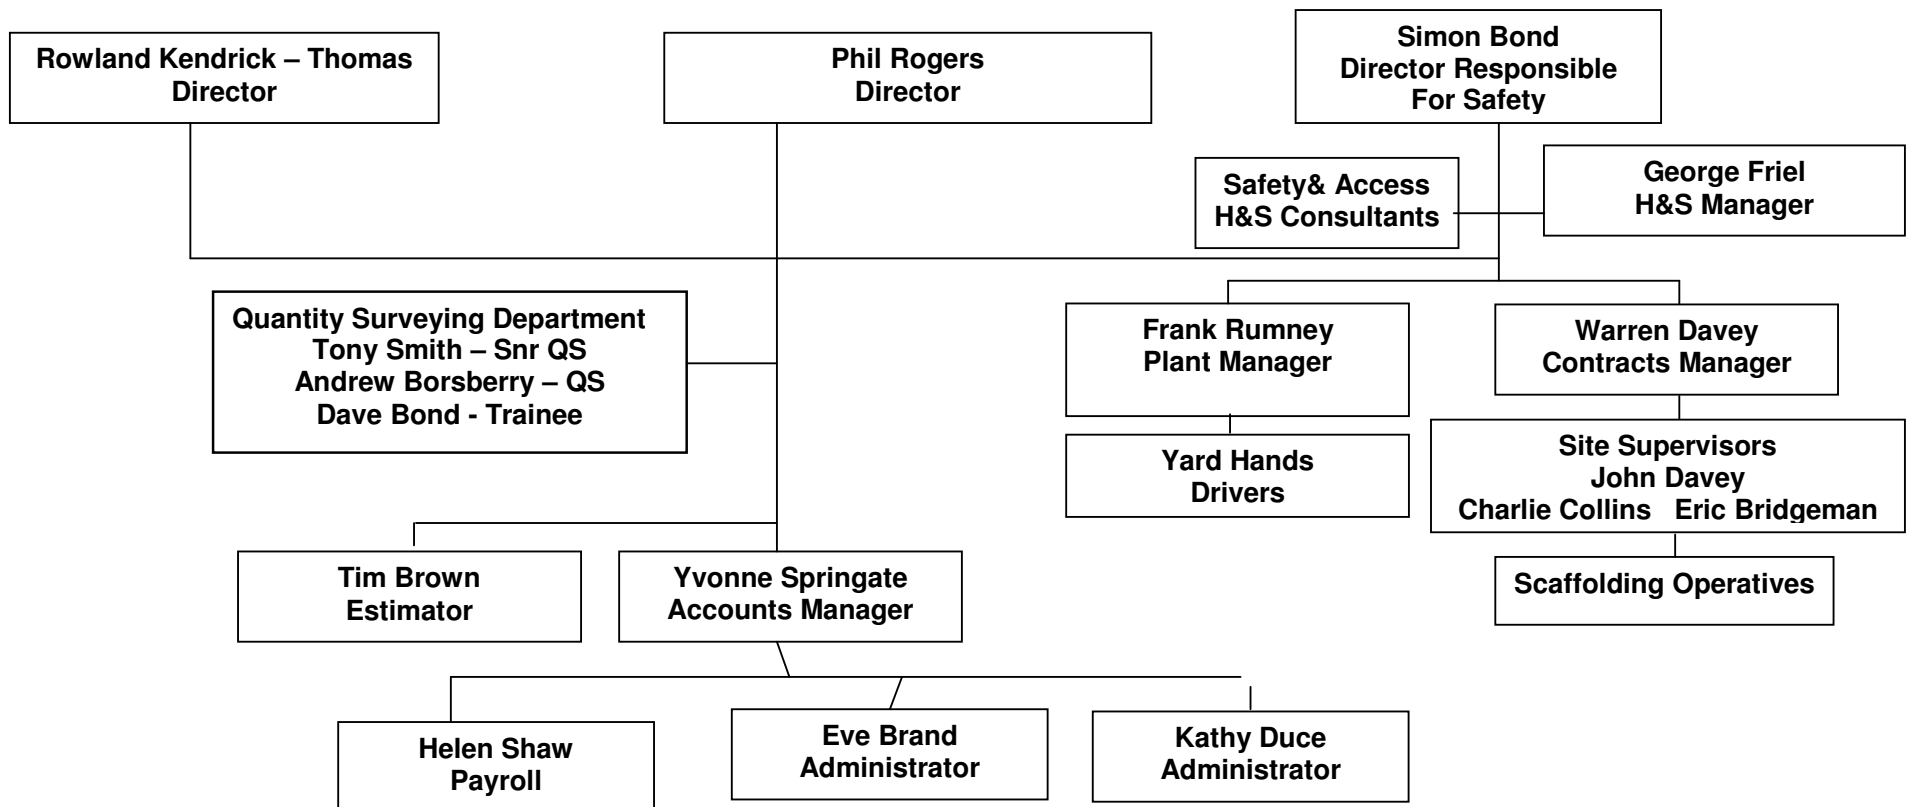 Rowland Kendrick – Thomas
Director
Phil Rogers
Director
Simon Bond
Director Responsible
For Safety
Safety& Access
H&S Consultants
George Friel
H&S Manager
Quantity Surveying Department
Tony Smith – Snr QS
Andrew Borsberry – QS
Dave Bond - Trainee
Frank Rumney
Plant Manager
Warren Davey
Contracts Manager
Yard Hands
Drivers
Site Supervisors
John Davey
Charlie Collins Eric Bridgeman
Scaffolding Operatives
Tim Brown
Estimator
Yvonne Springate
Accounts Manager
Helen Shaw
Payroll
Eve Brand
Administrator
Kathy Duce
Administrator